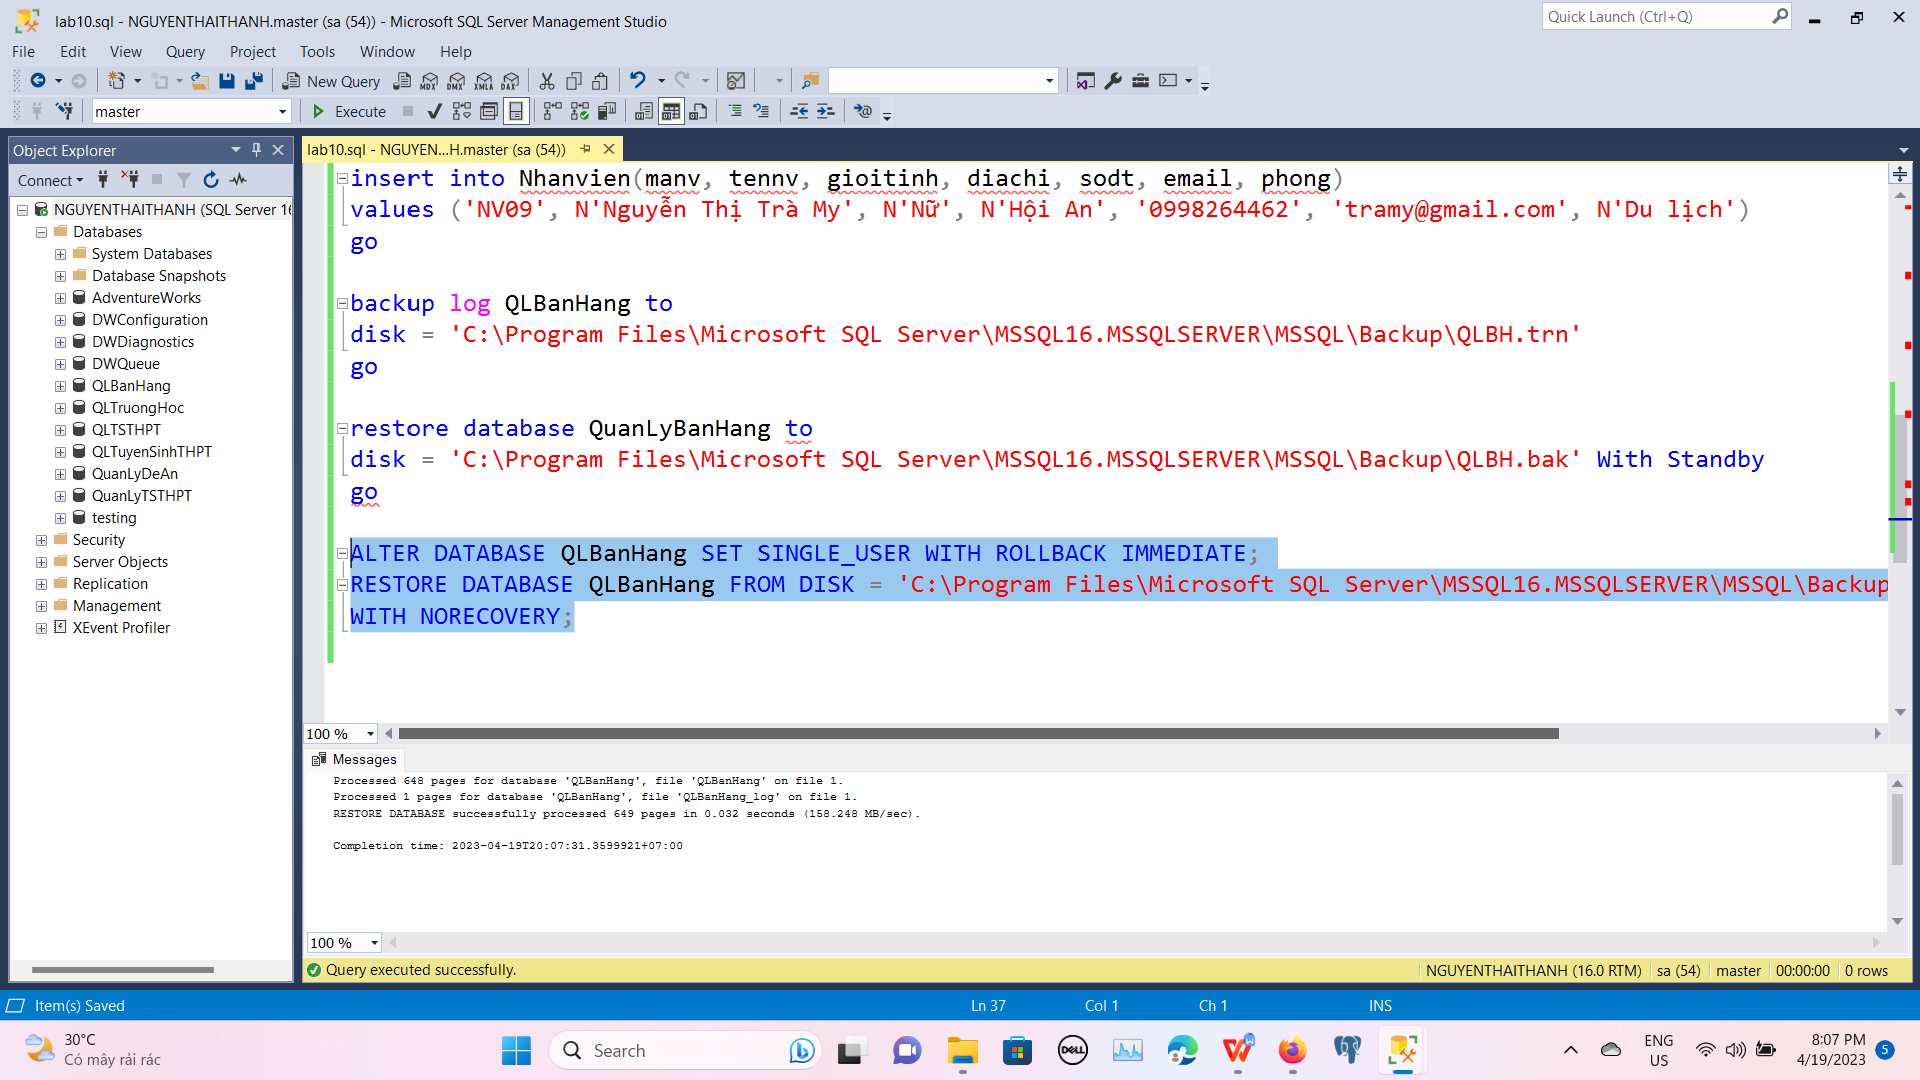 lab10.sql - NGUYENTHAITHANH.master (sa (54)) - Microsoft SQL Server Management Studio
Quick Launch (Ctrl+Q)
File Edit View Query Project Tools Window Help
New Query
MDX DMX XMLA DAX
master
Execute
Object Explorer
Connect
NGUYENTHAITHANH (SQL Server 16
Databases
System Databases
Database Snapshots
AdventureWorks
DWConfiguration
DWDiagnostics
DWQueue
QLBanHang
QLTruongHoc
QLTSTHPT
QLTuyenSinhTHPT
QuanLyDeAn
QuanLyTSTHPT
testing
Security
Server Objects
Replication
Management
XEvent Profiler
lab10.sql - NGUYEN...H.master (sa (54))
insert into Nhanvien(manv, tennv, gioitinh, diachi, sodt, email, phong)
values ('NV09', N'Nguyễn Thị Trà My', N'Nữ', N'Hội An', '0998264462', 'tramy@gmail.com', N'Du lịch')
go
backup log QLBanHang to
disk = 'C:\Program Files\Microsoft SQL Server\MSSQL16.MSSQLSERVER\MSSQL\Backup\QLBH.trn'
go
restore database QuanLyBanHang to
disk = 'C:\Program Files\Microsoft SQL Server\MSSQL16.MSSQLSERVER\MSSQL\Backup\QLBH.bak' With Standby
go
ALTER DATABASE QLBanHang SET SINGLE_USER WITH ROLLBACK IMMEDIATE;
RESTORE DATABASE QLBanHang FROM DISK = 'C:\Program Files\Microsoft SQL Server\MSSQL16.MSSQLSERVER\MSSQL\Backup
WITH NORECOVERY;
100 %
Messages
Processed 648 pages for database 'QLBanHang', file 'QLBanHang' on file 1.
Processed 1 pages for database 'QLBanHang', file 'QLBanHang_log' on file 1.
RESTORE DATABASE successfully processed 649 pages in 0.032 seconds (158.248 MB/sec).
Completion time: 2023-04-19T20:07:31.3599921+07:00
100 %
Query executed successfully.
NGUYENTHAITHANH (16.0 RTM) sa (54) master 00:00:00 0 rows
Item(s) Saved
Ln 37 Col 1 Ch 1 INS
30°C
Có mây rải rác
Search
DELL
ENG
US
8:07 PM
4/19/2023
5